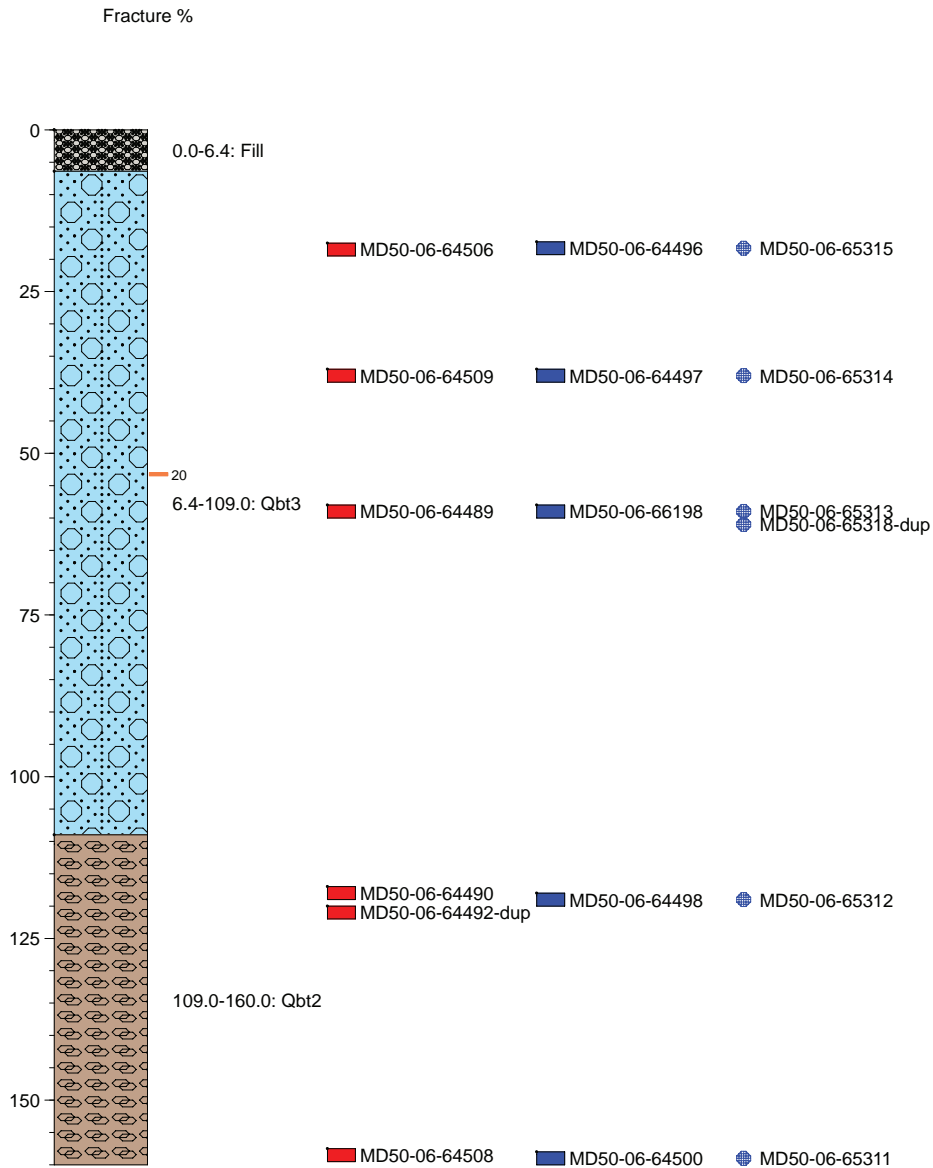 Fracture %
0
0.0-6.4: Fill
MD50-06-64506 MD50-06-64496 MD50-06-65315
25
MD50-06-64509 MD50-06-64497 MD50-06-65314
50
20
6.4-109.0: Qbt3
MD50-06-64489 MD50-06-66198 MD50-06-65313
MD50-06-65318-dup
75
100
MD50-06-64490 MD50-06-64498 MD50-06-65312
MD50-06-64492-dup
125
109.0-160.0: Qbt2
150
MD50-06-64508 MD50-06-64500 MD50-06-65311